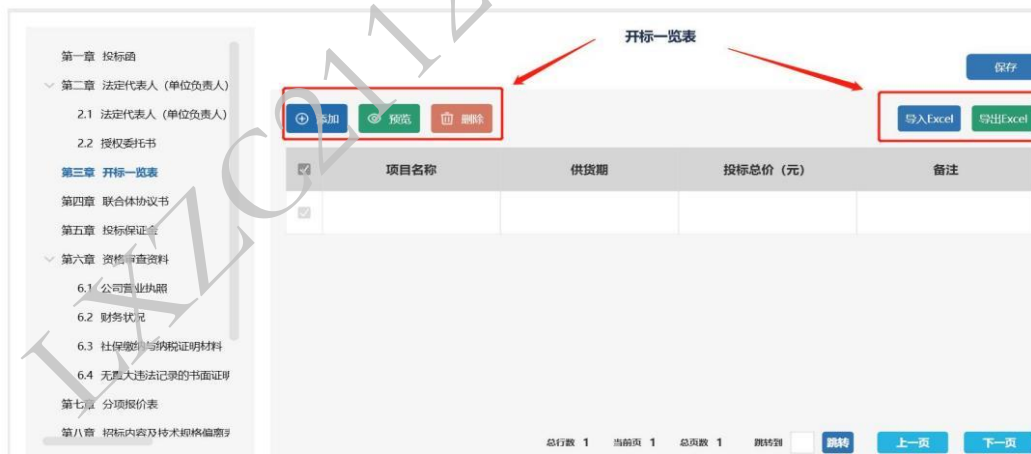 开标一览表
保存
第一章 投标函
第二章 法定代表人（单位负责人）
2.1 法定代表人（单位负责人）
2.2 授权委托书
第三章 开标一览表
第四章 联合体协议书
第五章 投标保证金
第六章 资格审查资料
6.1 公司营业执照
6.2 财务状况
6.3 社保缴纳与纳税证明材料
6.4 无重大违法记录的书面证明
第七章 分项报价表
第八章 招标内容及技术规格偏离
添加 预览 删除 导入Excel 导出Excel
项目名称 供货期 投标总价（元） 备注
总行数 1 当前页 1 总页数 1 跳转到 跳转 上一页 下一页
LXZC112